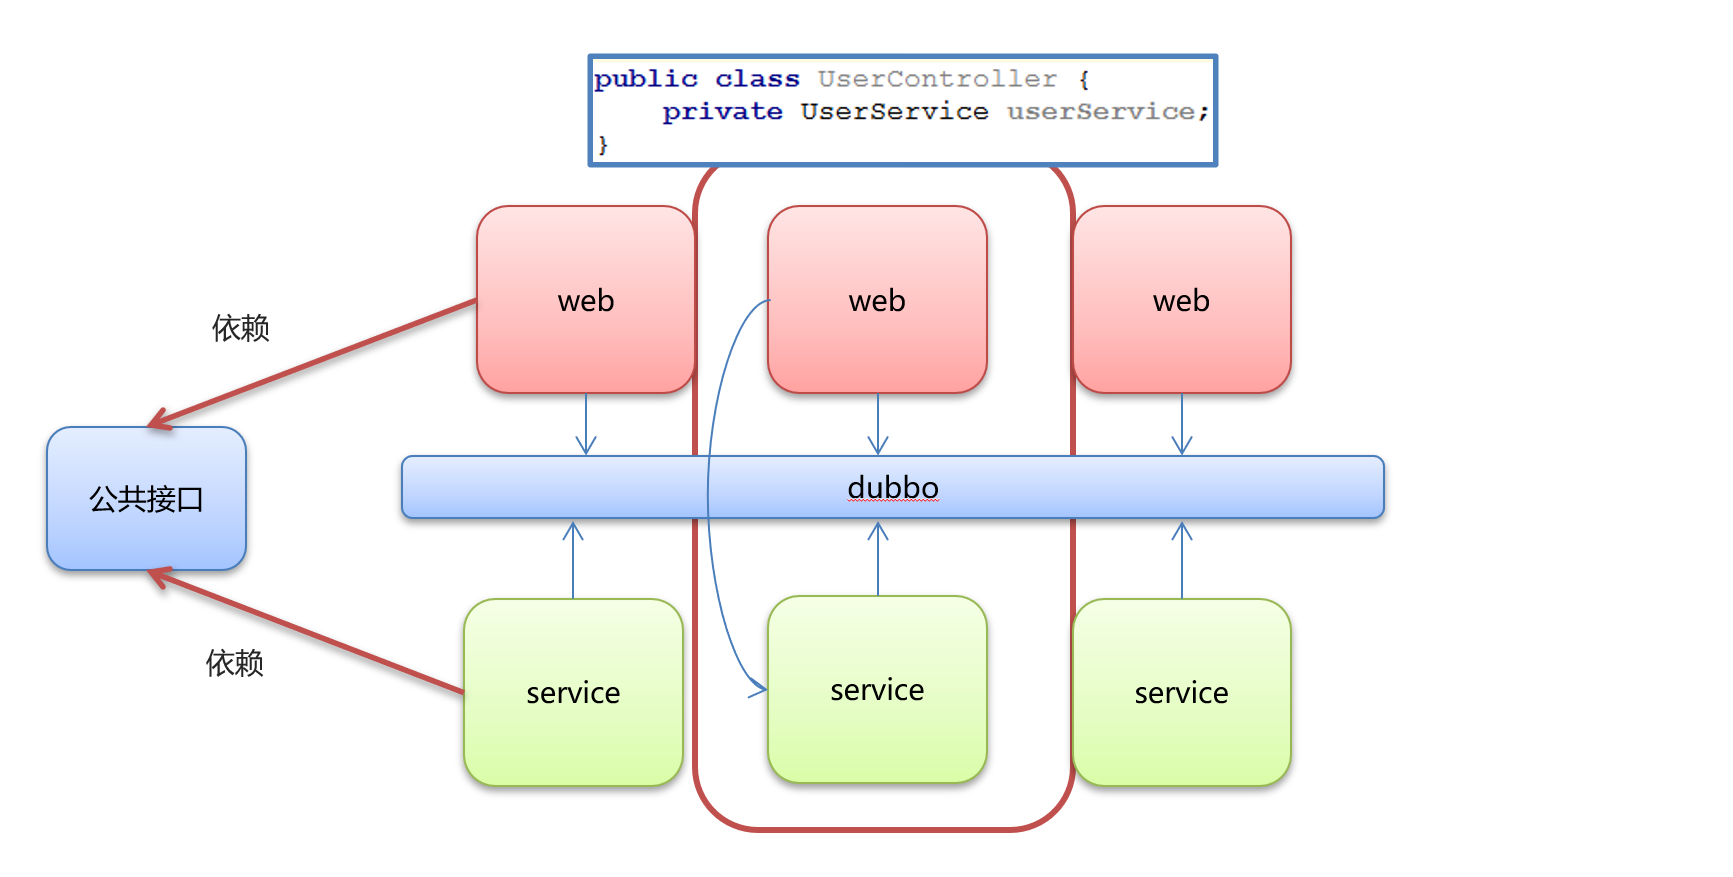 public class UserController {
    private UserService userService;
}
web
web
web
依赖
公共接口
dubbo
依赖
service
service
service